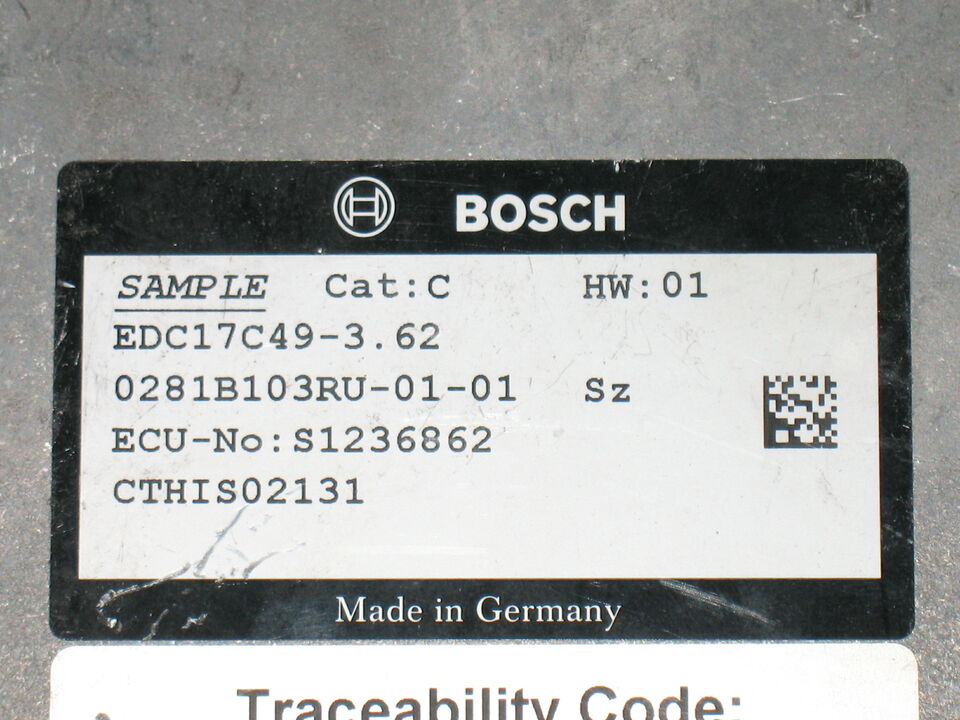 BOSCH
SAMPLE Cat:C HW:01
EDC17C49-3.62
0281B103RU-01-01 Sz
ECU-No:S1236862
CTHIS02131
Made in Germany
Traceability Code: